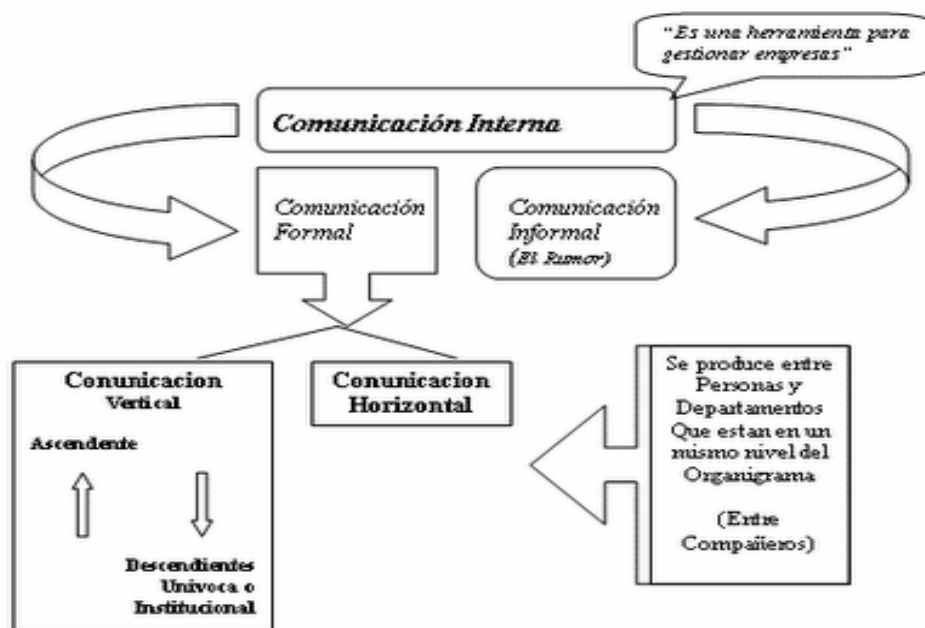 "Es una herramienta para
gestionar empresas"
Comunicación Interna
Comunicación
Formal
Comunicación
Informal
(El Rumor)
Conunicacion
Vertical
Ascendente
Descendientes
Univoca o
Institucional
Conunicacion
Horizontal
Se produce entre
Personas y
Departamentos
Que estan en un
mismo nivel del
Organigrama
(Entre
Compañeros)